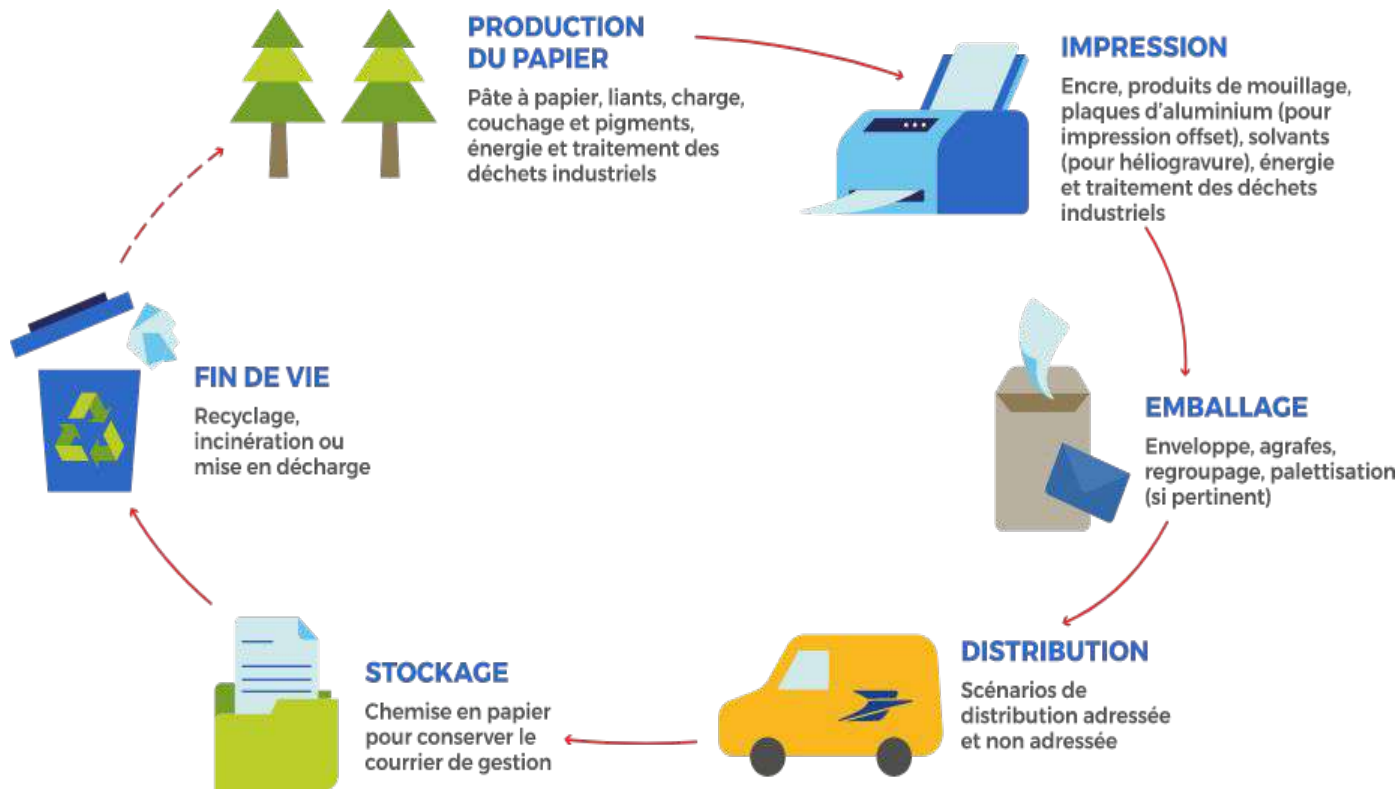 PRODUCTION
DU PAPIER
Pâte à papier, liants, charge,
couchage et pigments,
énergie et traitement des
déchets industriels
IMPRESSION
Encre, produits de mouillage,
plaques d'aluminium (pour
impression offset), solvants
(pour héliogravure), énergie
et traitement des déchets
industriels
EMBALLAGE
Enveloppe, agrafes,
regroupage, palettisation
(si pertinent)
DISTRIBUTION
Scénarios de
distribution adressée
et non adressée
STOCKAGE
Chemise en papier
pour conserver le
courrier de gestion
FIN DE VIE
Recyclage,
incinération ou
mise en décharge